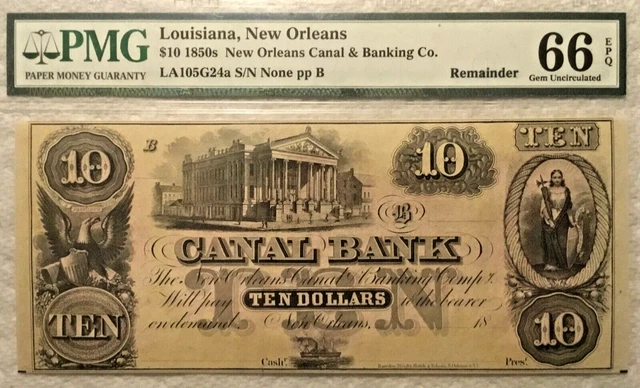 PMG
PAPER MONEY GUARANTY
Louisiana, New Orleans
$10 1850s New Orleans Canal & Banking Co.
LA105G24a S/N None pp B
Remainder
66
EPQ
Gem Uncirculated
10
B
10
TEN
B
CANAL BANK
TEN
The New Orleans Canal & Banking Comp.y
Will pay TEN DOLLARS to the bearer
on demand New Orleans, 18
TEN
10
Cash.r
Pres.t